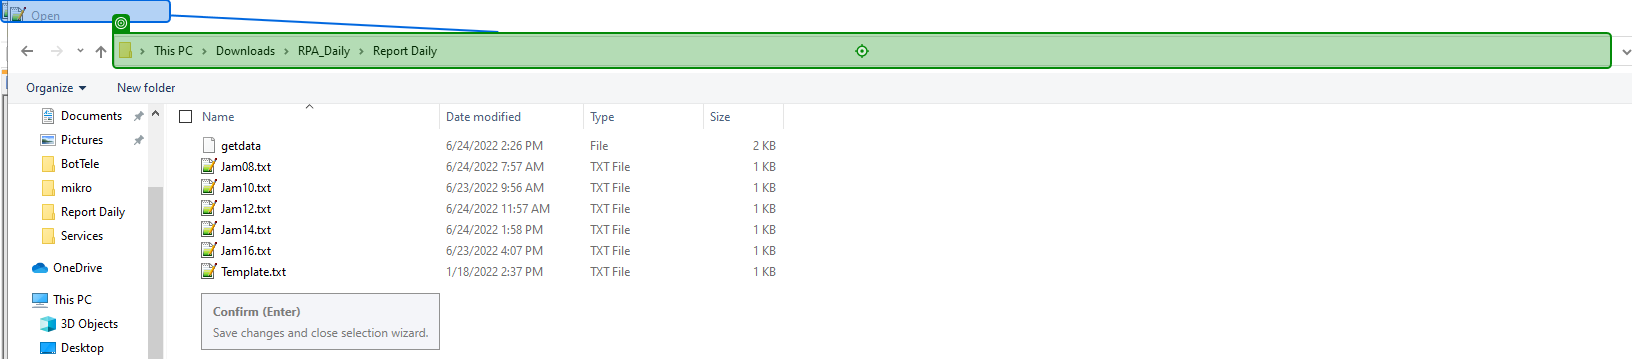 Open
This PC > Downloads > RPA_Daily > Report Daily
Organize New folder
Documents
Pictures
BotTele
mikro
Report Daily
Services
OneDrive
This PC
3D Objects
Desktop
Name Date modified Type Size
getdata 6/24/2022 2:26 PM File 2 KB
Jam08.txt 6/24/2022 7:57 AM TXT File 1 KB
Jam10.txt 6/23/2022 9:56 AM TXT File 1 KB
Jam12.txt 6/24/2022 11:57 AM TXT File 1 KB
Jam14.txt 6/24/2022 1:58 PM TXT File 1 KB
Jam16.txt 6/23/2022 4:07 PM TXT File 1 KB
Template.txt 1/18/2022 2:37 PM TXT File 1 KB
Confirm (Enter)
Save changes and close selection wizard.